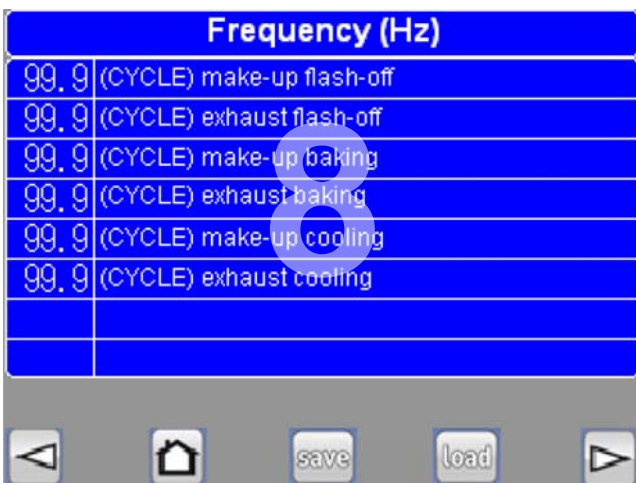 Frequency (Hz)
99.9 (CYCLE) make-up flash-off
99.9 (CYCLE) exhaust flash-off
99.9 (CYCLE) make-up baking
99.9 (CYCLE) exhaust baking
99.9 (CYCLE) make-up cooling
99.9 (CYCLE) exhaust cooling
8
save load